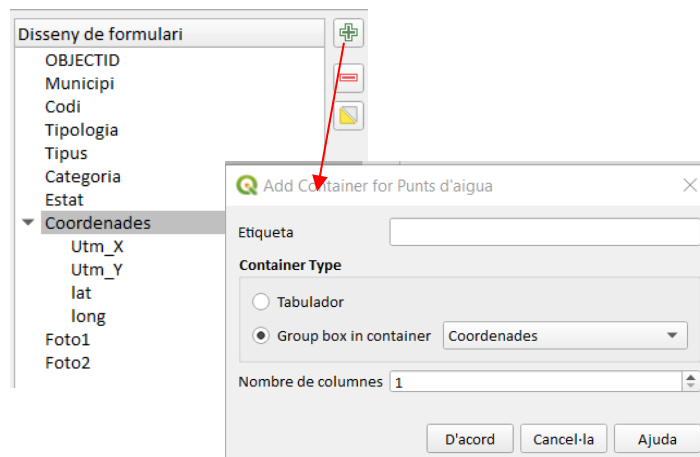 Disseny de formulari
OBJECTID
Municipi
Codi
Tipologia
Tipus
Categoria
Estat
Coordenades
Utm_X
Utm_Y
lat
long
Foto1
Foto2
Add Container for Punts d'aigua
Etiqueta
Container Type
Tabulador
Group box in container Coordenades
Nombre de columnes 1
D'acord Cancel·la Ajuda